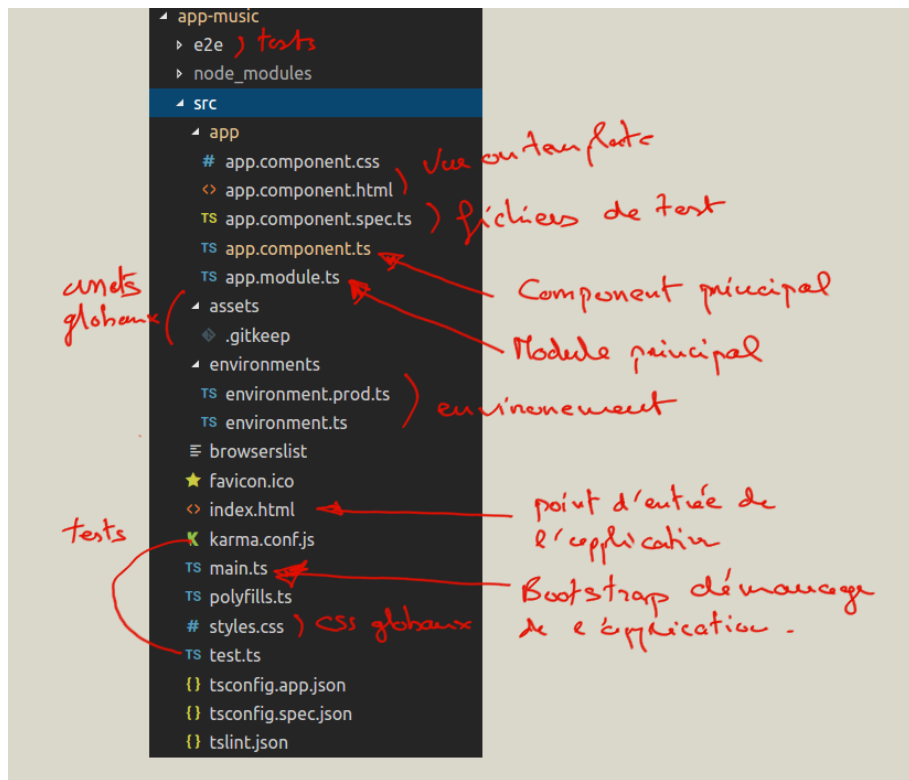 app-music
e2e ) tests
node_modules
src
app
app.component.css
app.component.html ) Vue ou template
app.component.spec.ts ) fichiers de test
app.component.ts
Component principal
app.module.ts
Module principal
assets
globaux
assets
.gitkeep
environments
environment.prod.ts
environment.ts
environement
browserslist
favicon.ico
index.html
point d'entrée de
l'application
tests
karma.conf.js
main.ts
Bootstrap démarrage
de l'application.
polyfills.ts
styles.css ) css globaux
test.ts
tsconfig.app.json
tsconfig.spec.json
tslint.json